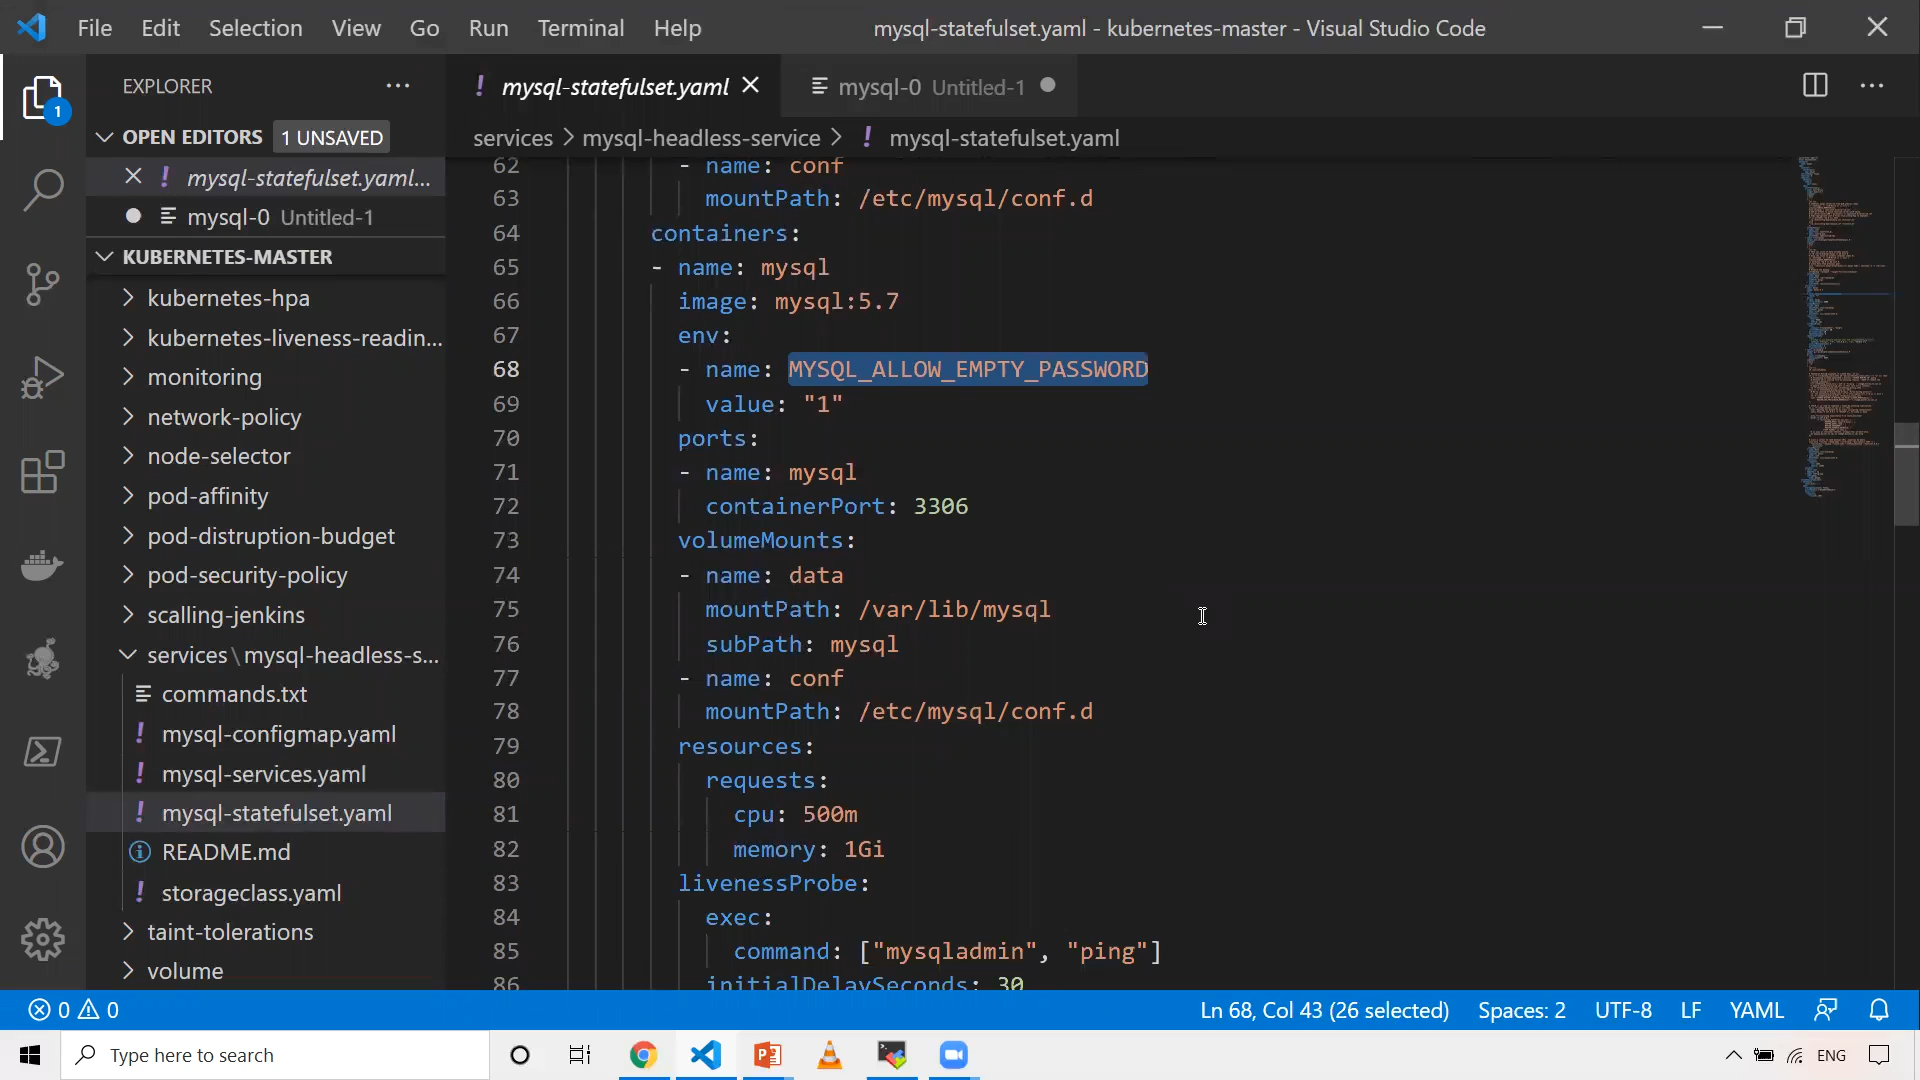 File Edit Selection View Go Run Terminal Help
mysql-statefulset.yaml - kubernetes-master - Visual Studio Code
EXPLORER
1
OPEN EDITORS 1 UNSAVED
mysql-statefulset.yaml...
mysql-0 Untitled-1
KUBERNETES-MASTER
kubernetes-hpa
kubernetes-liveness-readin...
monitoring
network-policy
node-selector
pod-affinity
pod-distruption-budget
pod-security-policy
scalling-jenkins
services\mysql-headless-s...
commands.txt
mysql-configmap.yaml
mysql-services.yaml
mysql-statefulset.yaml
README.md
storageclass.yaml
taint-tolerations
volume
mysql-statefulset.yaml
mysql-0 Untitled-1
services > mysql-headless-service > ! mysql-statefulset.yaml
62 - name: conf
63 mountPath: /etc/mysql/conf.d
64 containers:
65 - name: mysql
66 image: mysql:5.7
67 env:
68 - name: MYSQL_ALLOW_EMPTY_PASSWORD
69 value: "1"
70 ports:
71 - name: mysql
72 containerPort: 3306
73 volumeMounts:
74 - name: data
75 mountPath: /var/lib/mysql
76 subPath: mysql
77 - name: conf
78 mountPath: /etc/mysql/conf.d
79 resources:
80 requests:
81 cpu: 500m
82 memory: 1Gi
83 livenessProbe:
84 exec:
85 command: ["mysqladmin", "ping"]
86 initialDelaySeconds: 30
0 0
Ln 68, Col 43 (26 selected) Spaces: 2 UTF-8 LF YAML
Type here to search
ENG